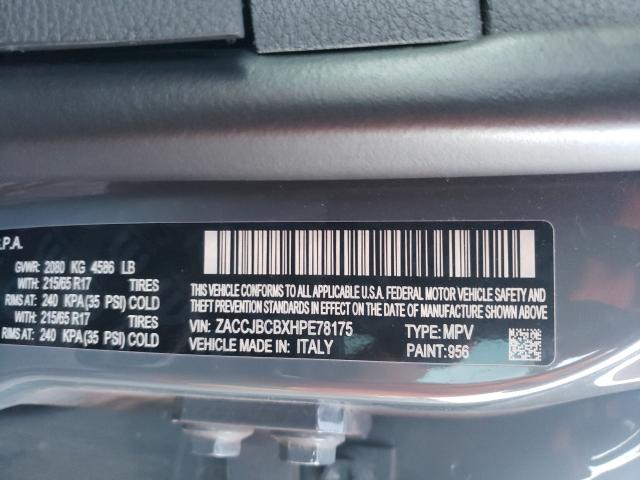 .P.A.
GVWR: 2080 KG 4586 LB
WITH: 215/65 R17 TIRES
RIMS AT: 240 KPA(35 PSI) COLD
WITH: 215/65 R17 TIRES
RIMS AT: 240 KPA(35 PSI) COLD
THIS VEHICLE CONFORMS TO ALL APPLICABLE U.S.A. FEDERAL MOTOR VEHICLE SAFETY AND
THEFT PREVENTION STANDARDS IN EFFECT ON THE DATE OF MANUFACTURE SHOWN ABOVE.
VIN: ZACCJBCBXHPE78175 TYPE: MPV
VEHICLE MADE IN: ITALY PAINT: 956